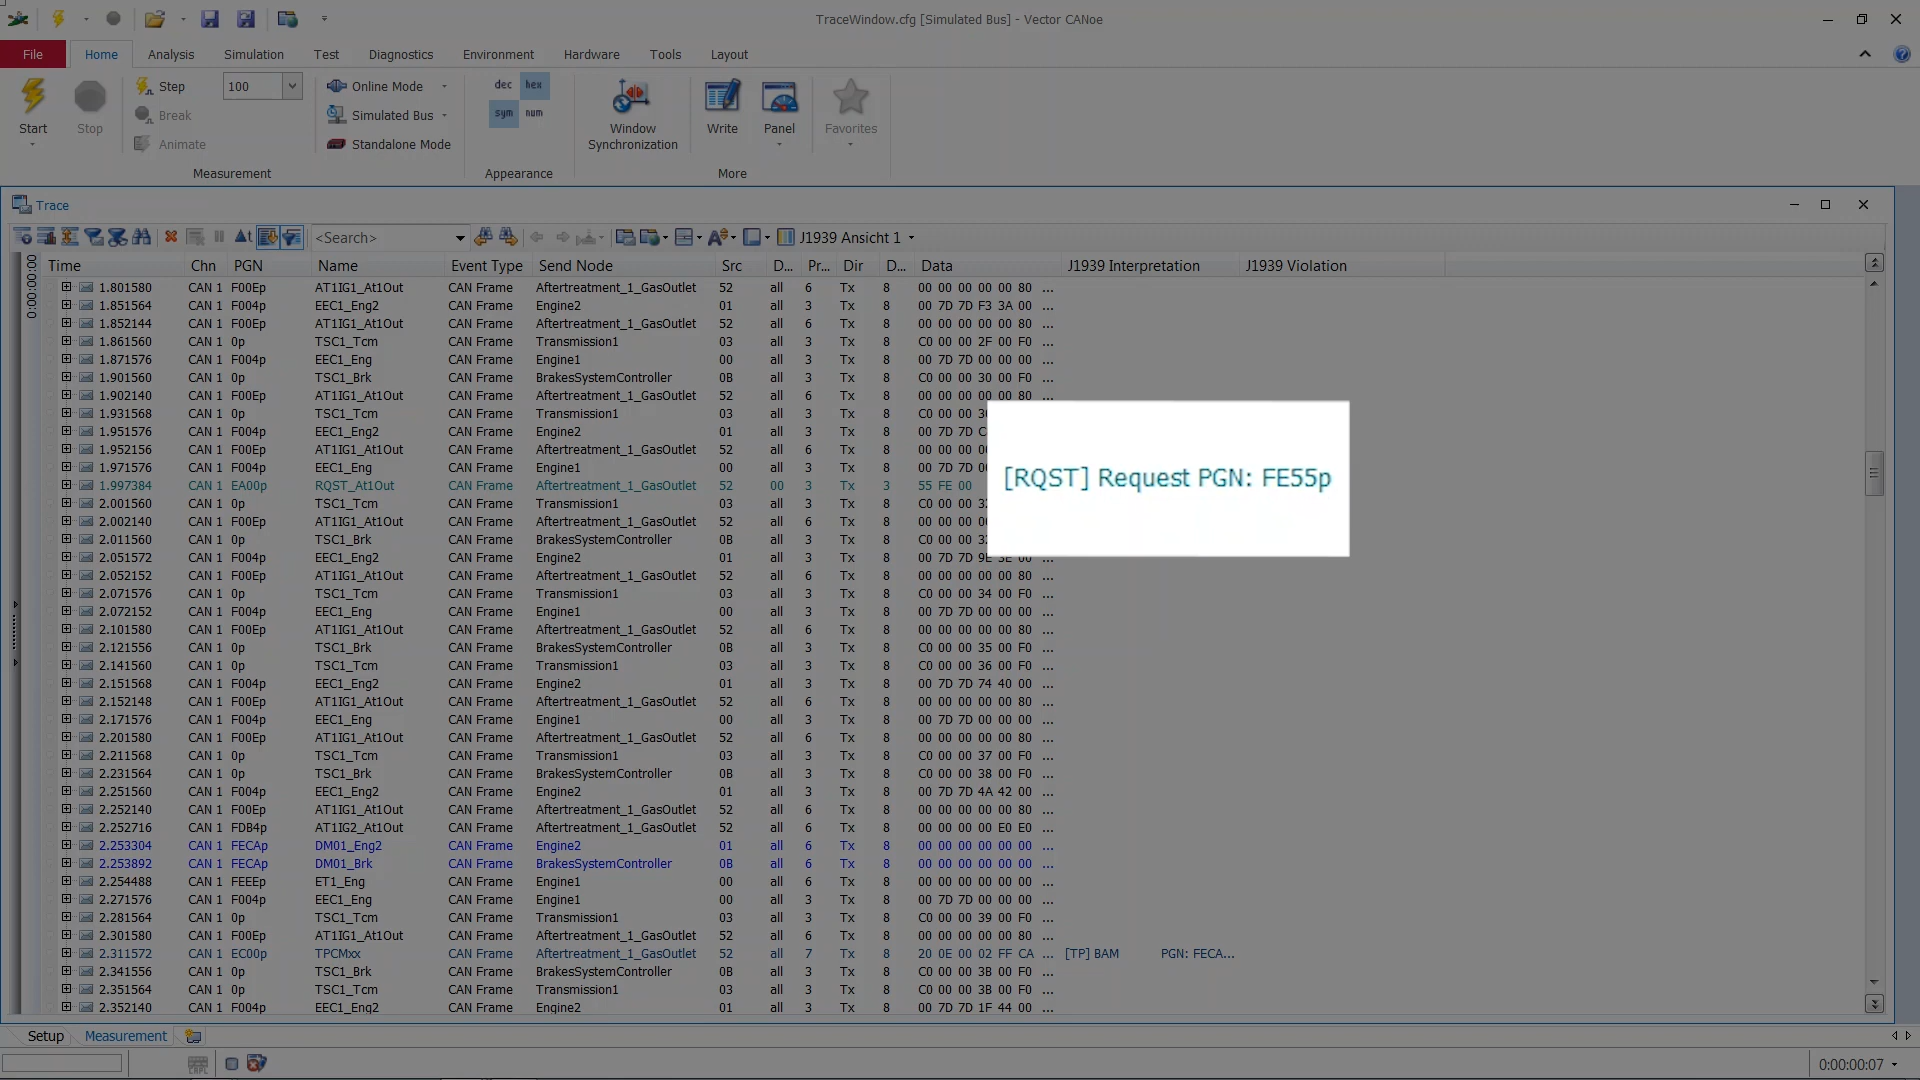 TraceWindow.cfg [Simulated Bus] - Vector CANoe
File Home Analysis Simulation Test Diagnostics Environment Hardware Tools Layout
Start
Stop
Step 100
Break
Animate
Measurement
Online Mode
Simulated Bus
Standalone Mode
dec hex
sym num
Appearance
Window
Synchronization
Write
Panel
Favorites
More
Trace
<Search> J1939 Ansicht 1
0:00:00:00
Time Chn PGN Name Event Type Send Node Src D... Pr... Dir D... Data J1939 Interpretation J1939 Violation
1.801580 CAN 1 F00Ep AT1IG1_At1Out CAN Frame Aftertreatment_1_GasOutlet 52 all 6 Tx 8 00 00 00 00 00 80 ...
1.851564 CAN 1 F004p EEC1_Eng2 CAN Frame Engine2 01 all 3 Tx 8 00 7D 7D F3 3A 00 ...
1.852144 CAN 1 F00Ep AT1IG1_At1Out CAN Frame Aftertreatment_1_GasOutlet 52 all 6 Tx 8 00 00 00 00 00 80 ...
1.861560 CAN 1 0p TSC1_Tcm CAN Frame Transmission1 03 all 3 Tx 8 C0 00 00 2F 00 F0 ...
1.871576 CAN 1 F004p EEC1_Eng CAN Frame Engine1 00 all 3 Tx 8 00 7D 7D 00 00 00 ...
1.901560 CAN 1 0p TSC1_Brk CAN Frame BrakesSystemController 0B all 3 Tx 8 C0 00 00 30 00 F0 ...
1.902140 CAN 1 F00Ep AT1IG1_At1Out CAN Frame Aftertreatment_1_GasOutlet 52 all 6 Tx 8 00 00 00 00 00 80 ...
1.931568 CAN 1 0p TSC1_Tcm CAN Frame Transmission1 03 all 3 Tx 8 C0 00 00
1.951576 CAN 1 F004p EEC1_Eng2 CAN Frame Engine2 01 all 3 Tx 8 00 7D 7D
1.952156 CAN 1 F00Ep AT1IG1_At1Out CAN Frame Aftertreatment_1_GasOutlet 52 all 6 Tx 8 00 00 00
1.971576 CAN 1 F004p EEC1_Eng CAN Frame Engine1 00 all 3 Tx 8 00 7D 7D
1.997384 CAN 1 EA00p RQST_At1Out CAN Frame Aftertreatment_1_GasOutlet 52 00 3 Tx 3 55 FE 00 [RQST] Request PGN: FE55p
2.001560 CAN 1 0p TSC1_Tcm CAN Frame Transmission1 03 all 3 Tx 8 C0 00 00
2.002140 CAN 1 F00Ep AT1IG1_At1Out CAN Frame Aftertreatment_1_GasOutlet 52 all 6 Tx 8 00 00 00
2.011560 CAN 1 0p TSC1_Brk CAN Frame BrakesSystemController 0B all 3 Tx 8 C0 00 00
2.051572 CAN 1 F004p EEC1_Eng2 CAN Frame Engine2 01 all 3 Tx 8 00 7D 7D 9E 3E 00 ...
2.052152 CAN 1 F00Ep AT1IG1_At1Out CAN Frame Aftertreatment_1_GasOutlet 52 all 6 Tx 8 00 00 00 00 00 80 ...
2.071576 CAN 1 0p TSC1_Tcm CAN Frame Transmission1 03 all 3 Tx 8 C0 00 00 34 00 F0 ...
2.072152 CAN 1 F004p EEC1_Eng CAN Frame Engine1 00 all 3 Tx 8 00 7D 7D 00 00 00 ...
2.101580 CAN 1 F00Ep AT1IG1_At1Out CAN Frame Aftertreatment_1_GasOutlet 52 all 6 Tx 8 00 00 00 00 00 80 ...
2.121556 CAN 1 0p TSC1_Brk CAN Frame BrakesSystemController 0B all 3 Tx 8 C0 00 00 35 00 F0 ...
2.141560 CAN 1 0p TSC1_Tcm CAN Frame Transmission1 03 all 3 Tx 8 C0 00 00 36 00 F0 ...
2.151568 CAN 1 F004p EEC1_Eng2 CAN Frame Engine2 01 all 3 Tx 8 00 7D 7D 74 40 00 ...
2.152148 CAN 1 F00Ep AT1IG1_At1Out CAN Frame Aftertreatment_1_GasOutlet 52 all 6 Tx 8 00 00 00 00 00 80 ...
2.171576 CAN 1 F004p EEC1_Eng CAN Frame Engine1 00 all 3 Tx 8 00 7D 7D 00 00 00 ...
2.201580 CAN 1 F00Ep AT1IG1_At1Out CAN Frame Aftertreatment_1_GasOutlet 52 all 6 Tx 8 00 00 00 00 00 80 ...
2.211568 CAN 1 0p TSC1_Tcm CAN Frame Transmission1 03 all 3 Tx 8 C0 00 00 37 00 F0 ...
2.231564 CAN 1 0p TSC1_Brk CAN Frame BrakesSystemController 0B all 3 Tx 8 C0 00 00 38 00 F0 ...
2.251560 CAN 1 F004p EEC1_Eng2 CAN Frame Engine2 01 all 3 Tx 8 00 7D 7D 4A 42 00 ...
2.252140 CAN 1 F00Ep AT1IG1_At1Out CAN Frame Aftertreatment_1_GasOutlet 52 all 6 Tx 8 00 00 00 00 00 80 ...
2.252716 CAN 1 FDB4p AT1IG2_At1Out CAN Frame Aftertreatment_1_GasOutlet 52 all 6 Tx 8 00 00 00 00 E0 E0 ...
2.253304 CAN 1 FECAp DM01_Eng2 CAN Frame Engine2 01 all 6 Tx 8 00 00 00 00 00 00 ...
2.253892 CAN 1 FECAp DM01_Brk CAN Frame BrakesSystemController 0B all 6 Tx 8 00 00 00 00 00 00 ...
2.254488 CAN 1 FEEEp ET1_Eng CAN Frame Engine1 00 all 6 Tx 8 00 00 00 00 00 00 ...
2.271576 CAN 1 F004p EEC1_Eng CAN Frame Engine1 00 all 3 Tx 8 00 7D 7D 00 00 00 ...
2.281564 CAN 1 0p TSC1_Tcm CAN Frame Transmission1 03 all 3 Tx 8 C0 00 00 39 00 F0 ...
2.301580 CAN 1 F00Ep AT1IG1_At1Out CAN Frame Aftertreatment_1_GasOutlet 52 all 6 Tx 8 00 00 00 00 00 80 ...
2.311572 CAN 1 EC00p TPCMxx CAN Frame Aftertreatment_1_GasOutlet 52 all 7 Tx 8 20 0E 00 02 FF CA ... [TP] BAM PGN: FECA...
2.341556 CAN 1 0p TSC1_Brk CAN Frame BrakesSystemController 0B all 3 Tx 8 C0 00 00 3B 00 F0 ...
2.351564 CAN 1 0p TSC1_Tcm CAN Frame Transmission1 03 all 3 Tx 8 C0 00 00 3B 00 F0 ...
2.352140 CAN 1 F004p EEC1_Eng2 CAN Frame Engine2 01 all 3 Tx 8 00 7D 7D 1F 44 00 ...
Setup Measurement
0:00:00:07